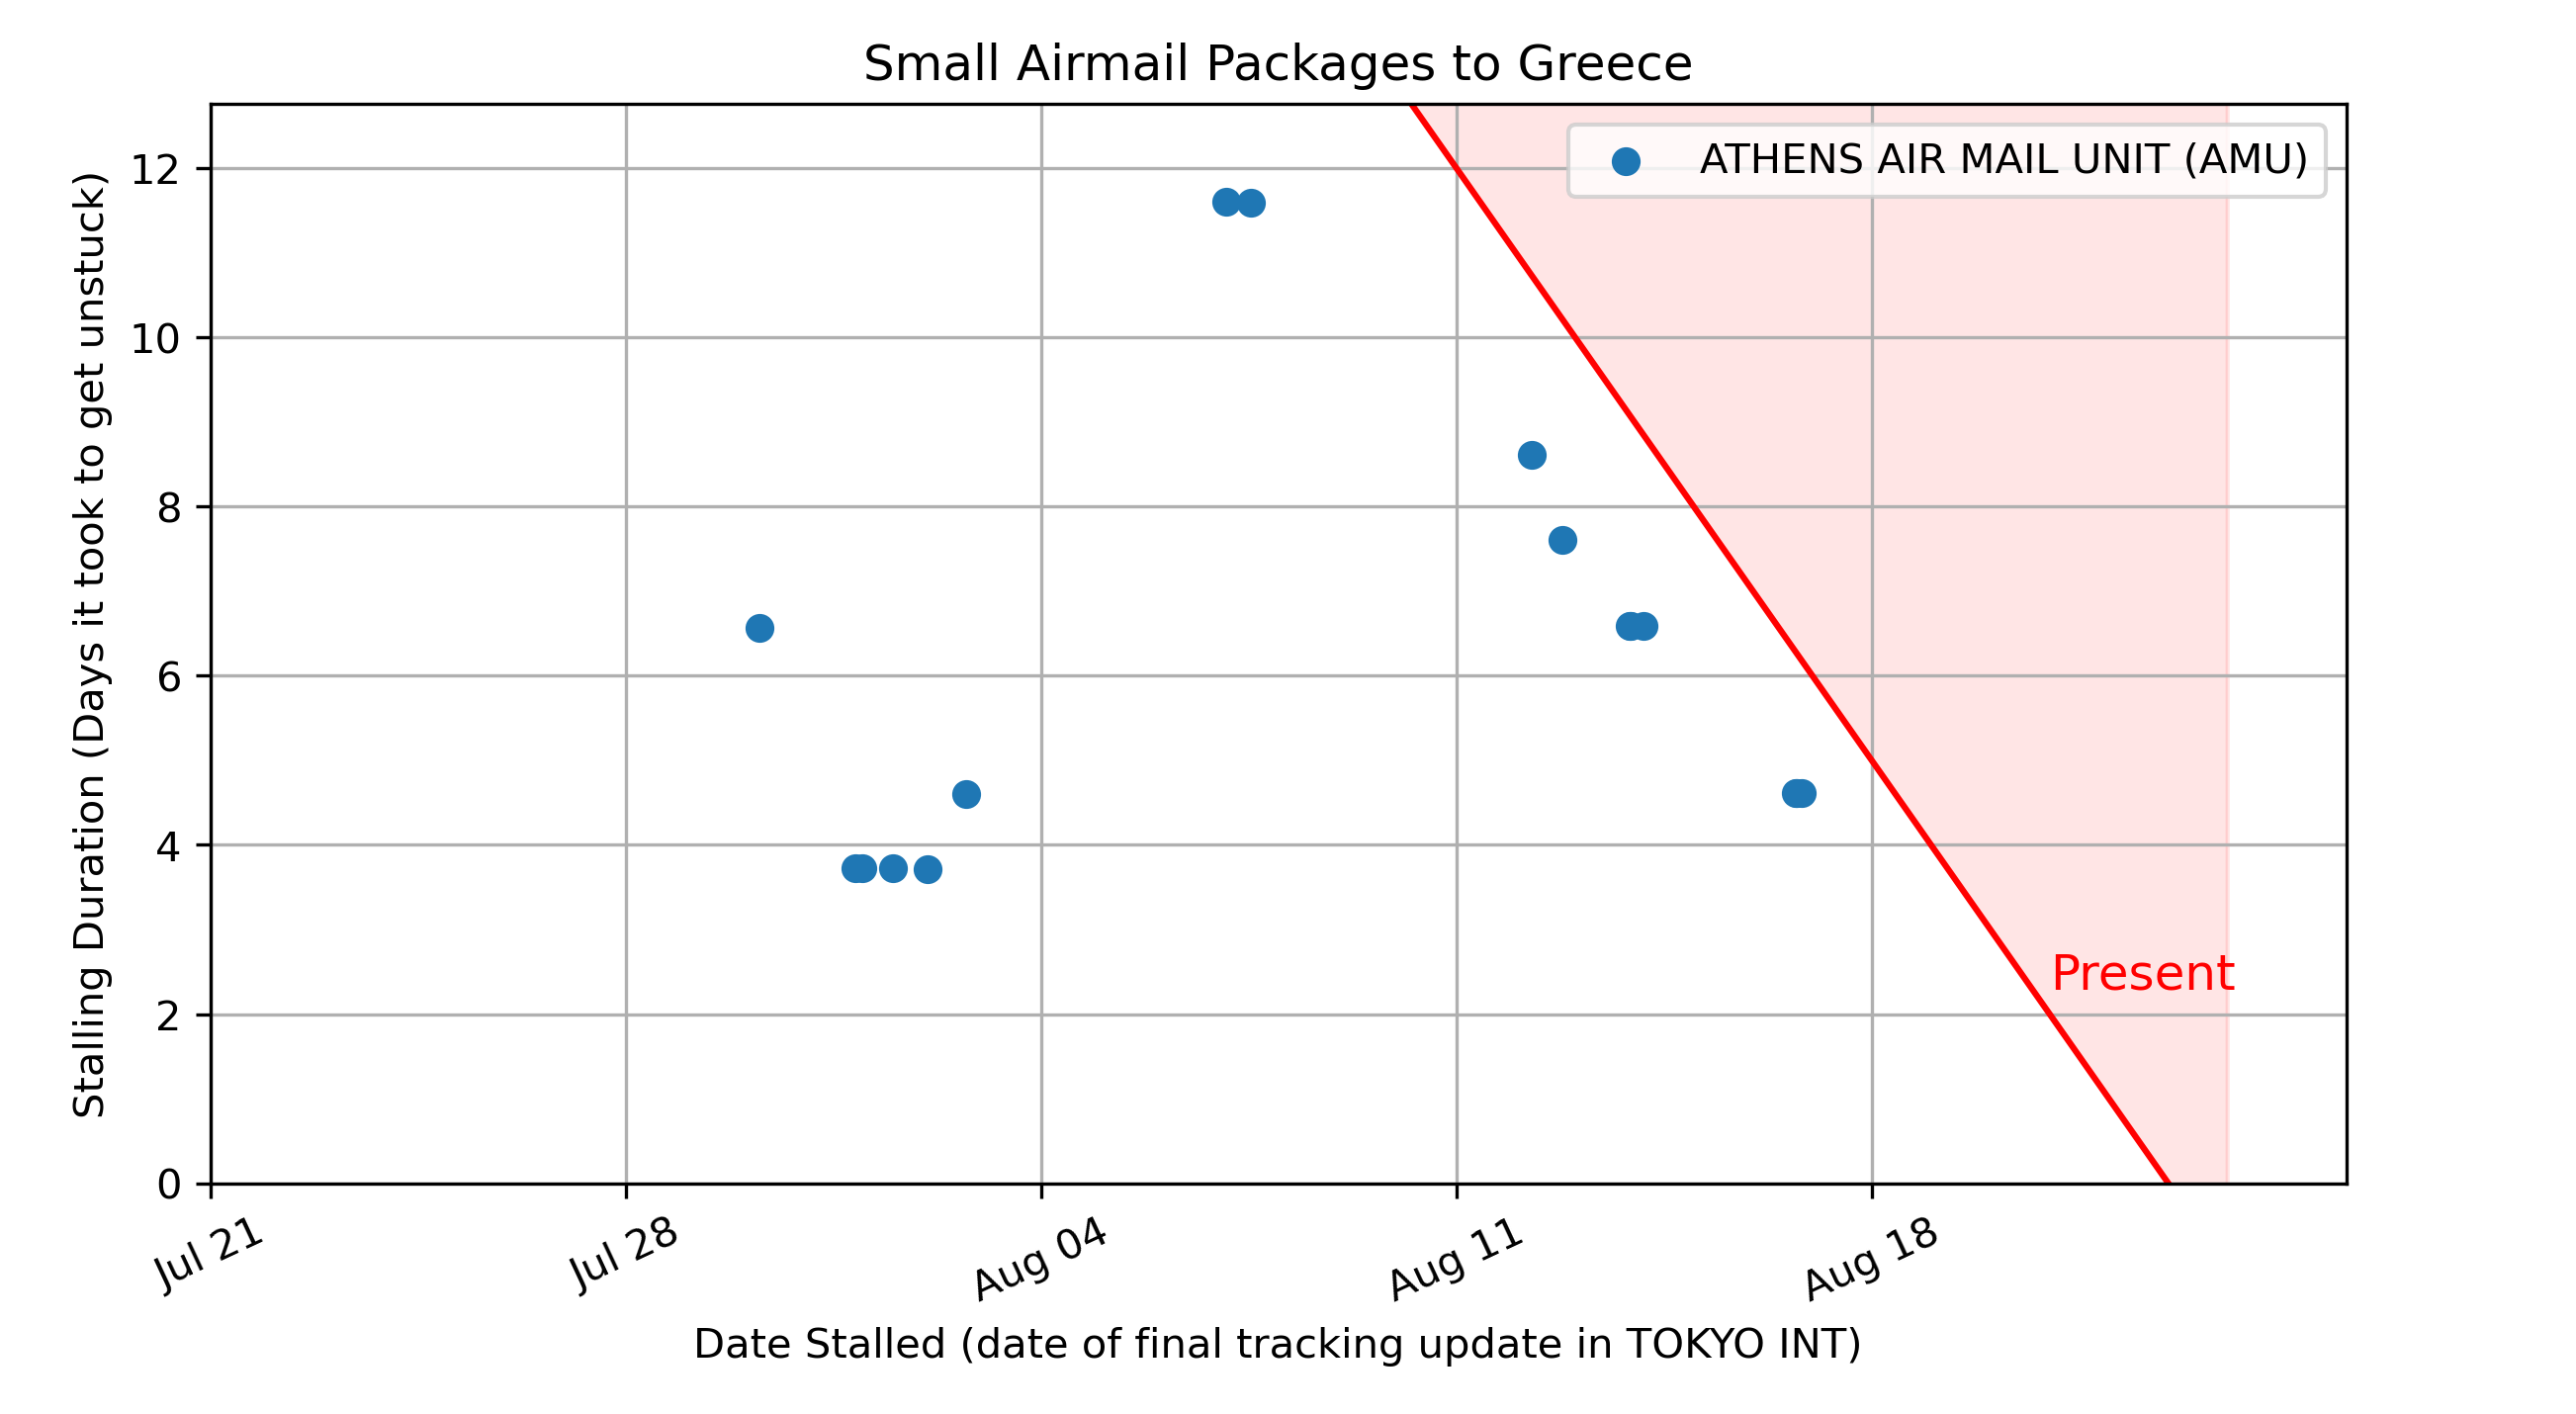 Small Airmail Packages to Greece
ATHENS AIR MAIL UNIT (AMU)
Stalling Duration (Days it took to get unstuck)
12
10
8
6
4
2
0
Present
Jul 21
Jul 28
Aug 04
Aug 11
Aug 18
Date Stalled (date of final tracking update in TOKYO INT)